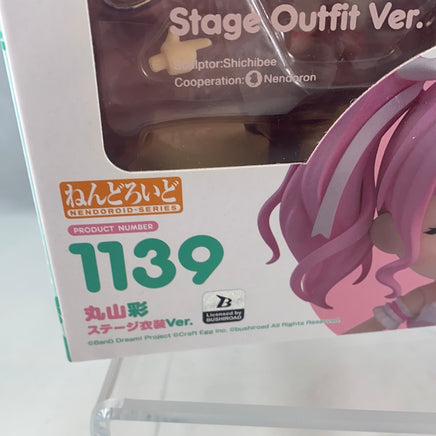 Stage Outfit Ver.
Sculptor:Shichibee
Cooperation: Nendoron
ねんどろいど
NENDOROID-SERIES
PRODUCT NUMBER
1139
丸山彩
ステージ衣装Ver.
Licensed by
BUSHIROAD
©BanG Dream! Project ©Craft Egg Inc. ©bushiroad All Rights Reserved.